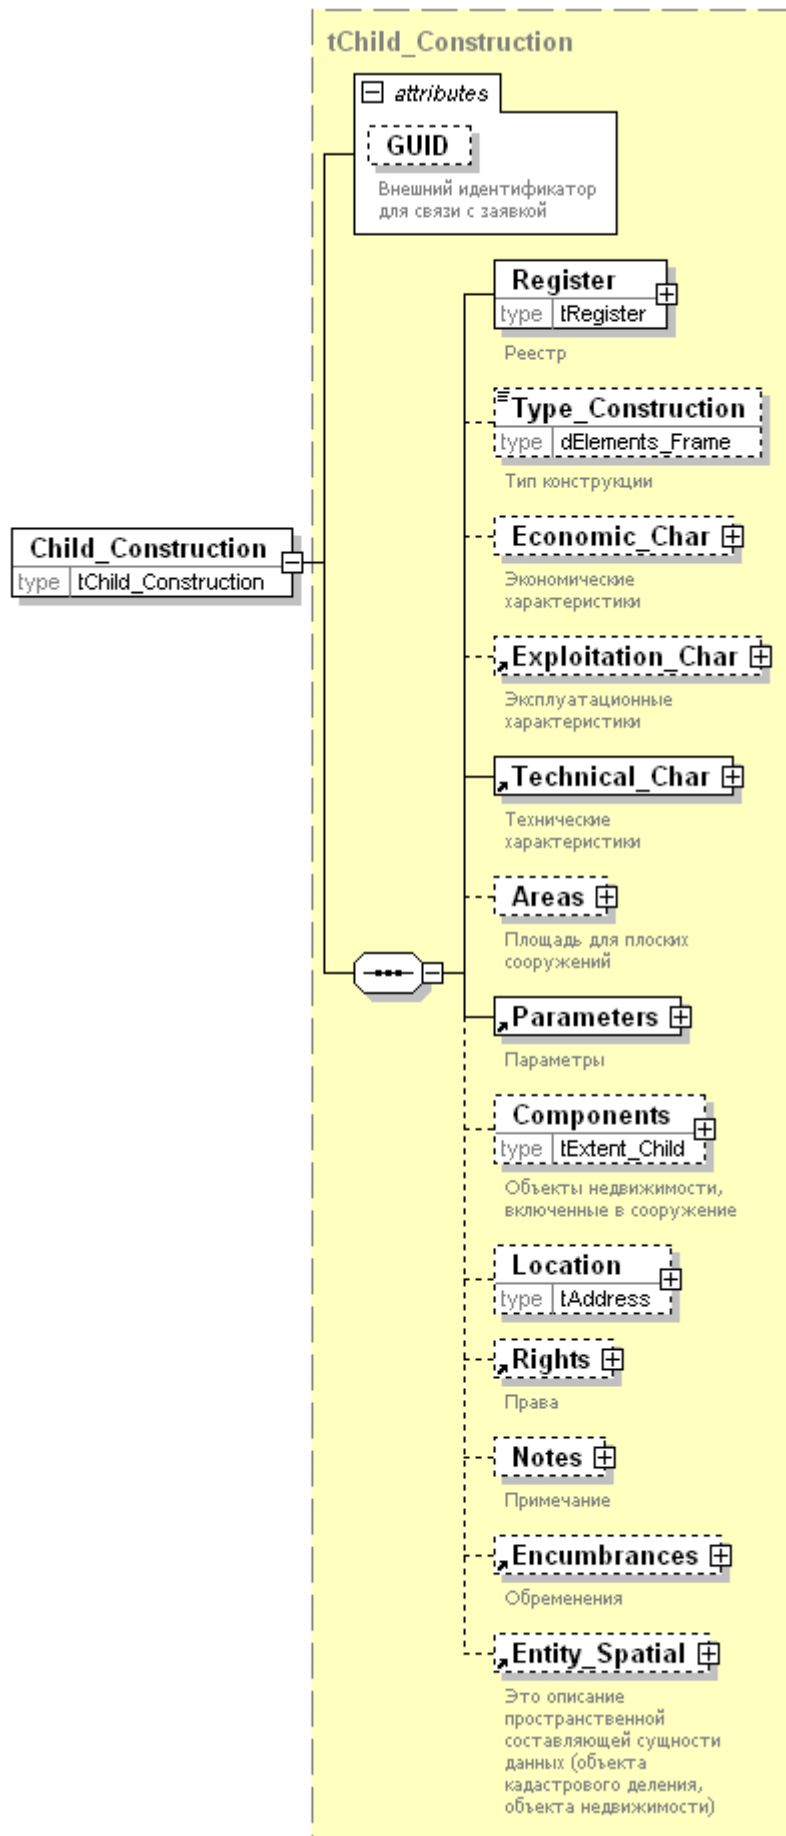 tChild_Construction
attributes
GUID
Внешний идентификатор
для связи с заявкой
Register
type tRegister
Реестр
Type_Construction
type dElements_Frame
Тип конструкции
Economic_Char
Экономические
характеристики
Child_Construction
type tChild_Construction
Exploitation_Char
Эксплуатационные
характеристики
Technical_Char
Технические
характеристики
Areas
Площадь для плоских
сооружений
Parameters
Параметры
Components
type tExtent_Child
Объекты недвижимости,
включенные в сооружение
Location
type tAddress
Rights
Права
Notes
Примечание
Encumbrances
Обременения
Entity_Spatial
Это описание
пространственной
составляющей сущности
данных (объекта
кадастрового деления,
объекта недвижимости)